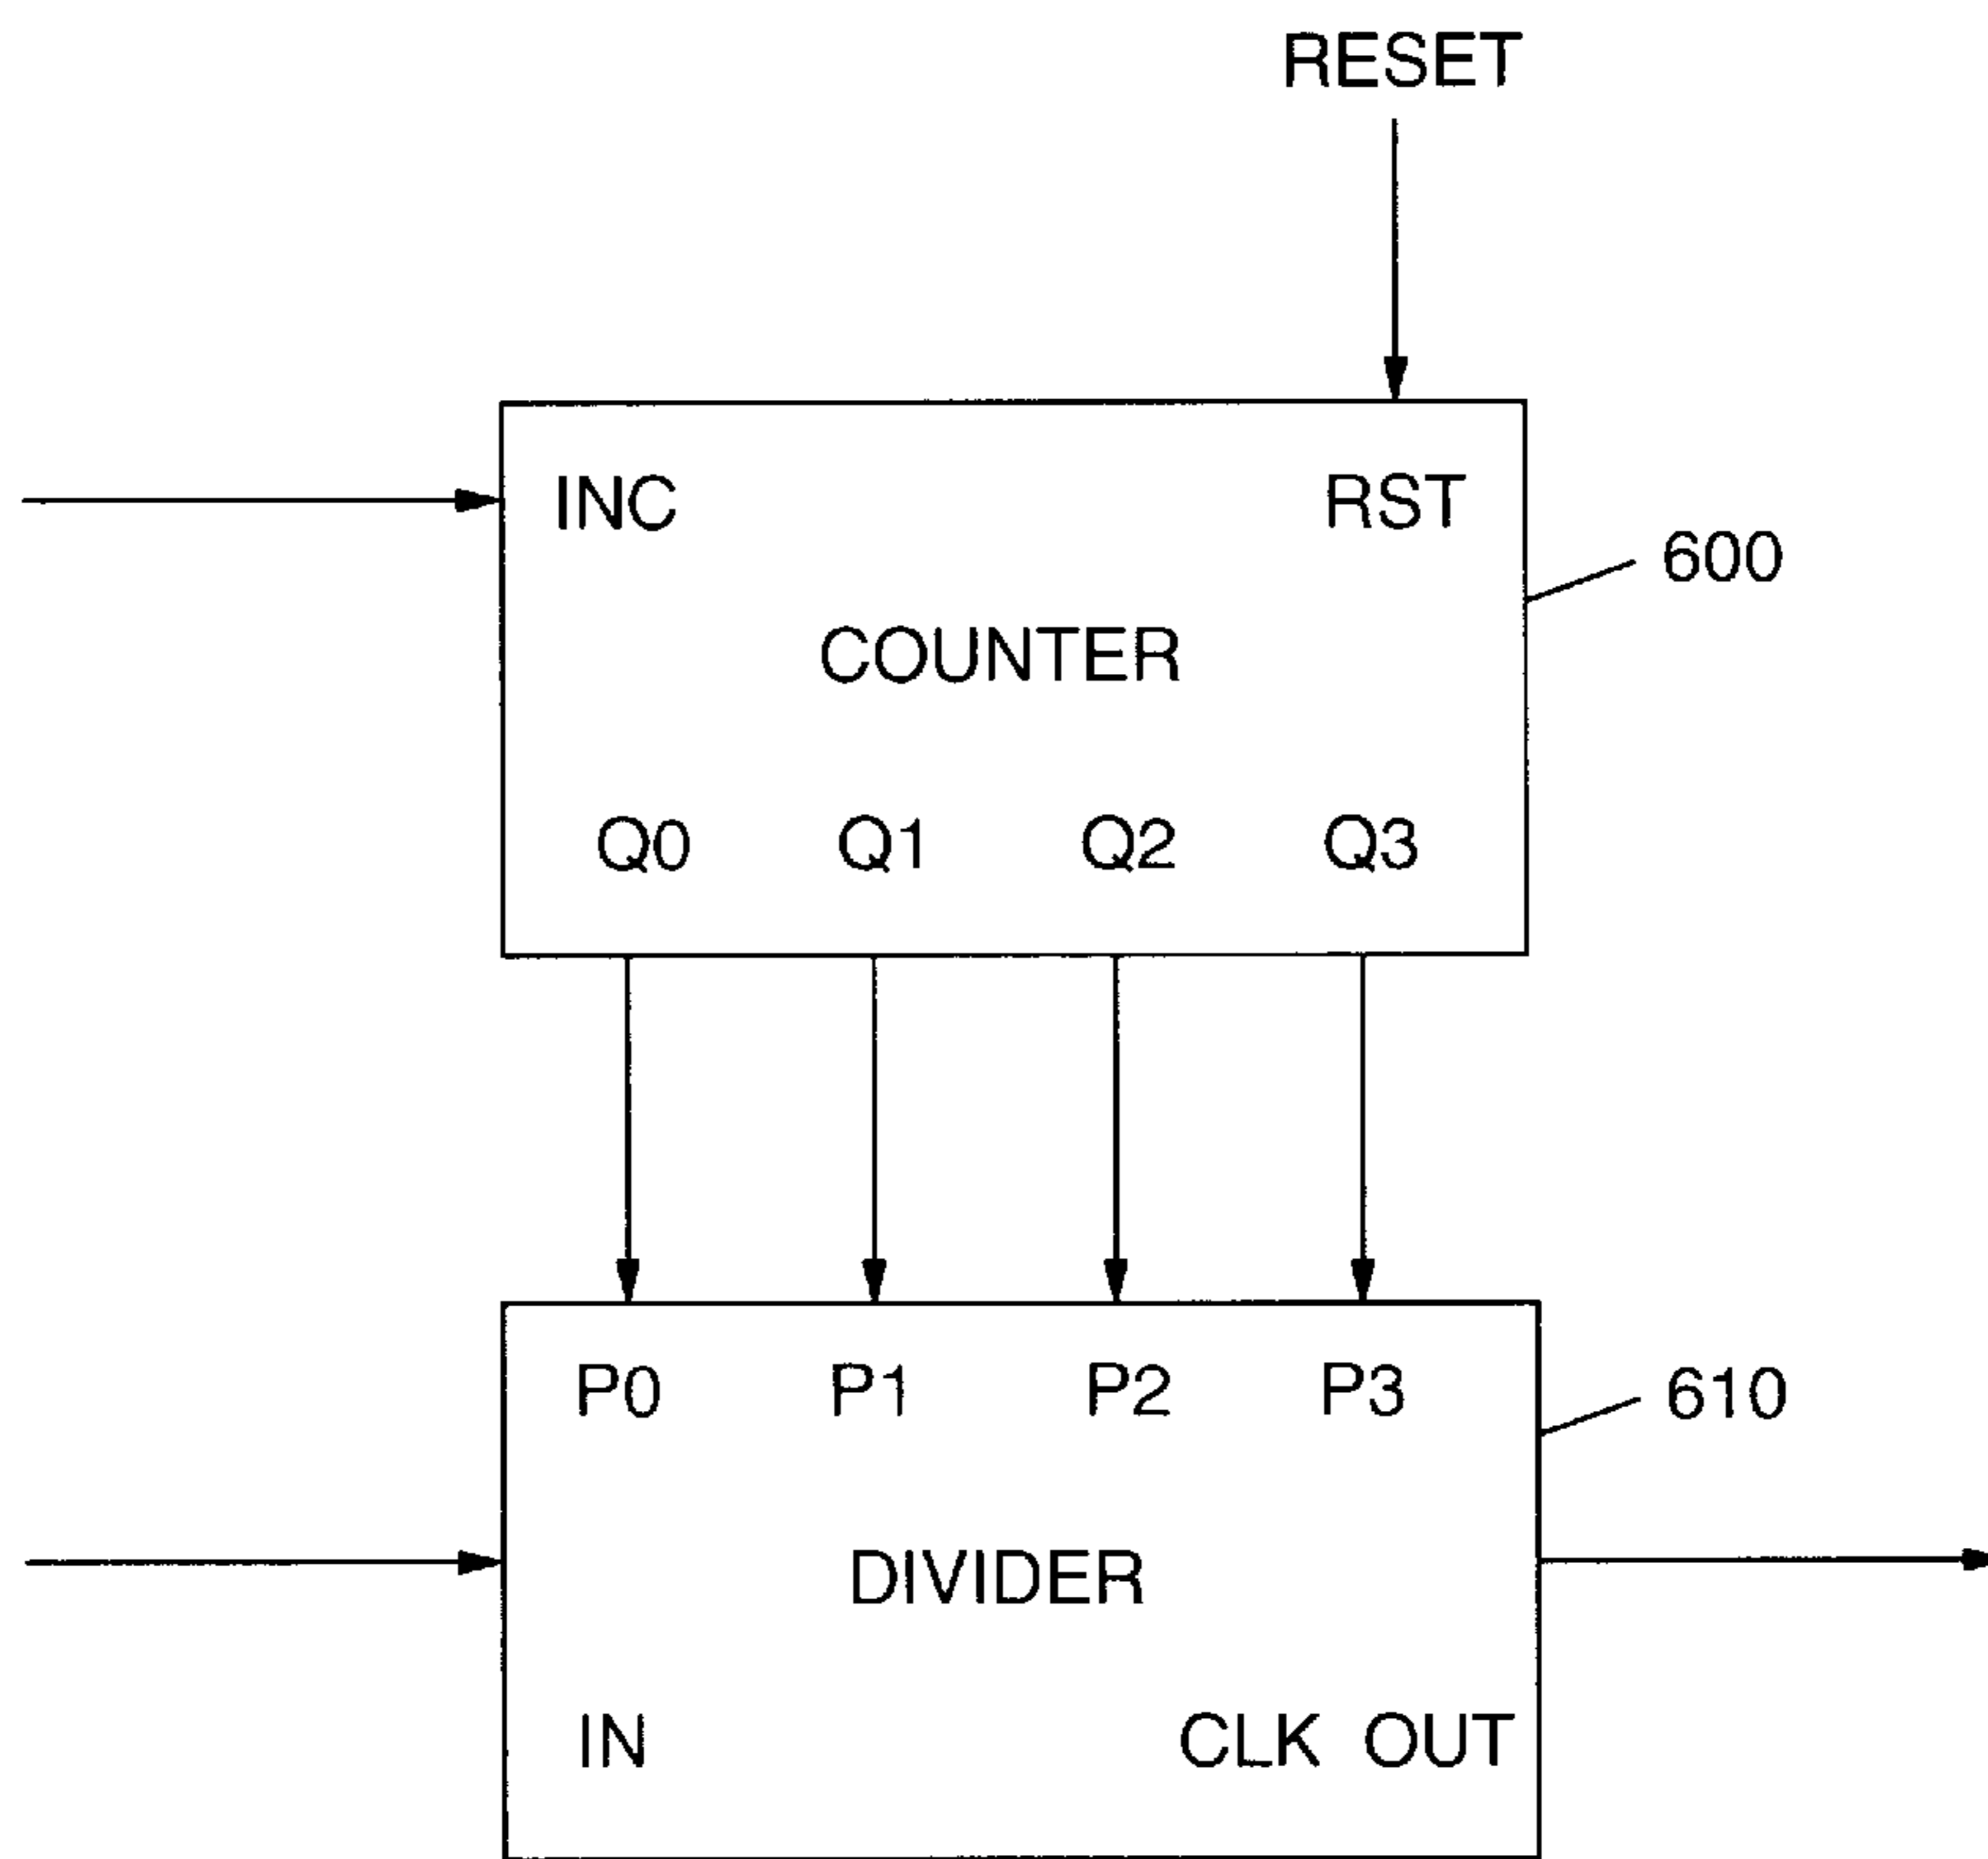 RESET
INC RST
600
COUNTER
Q0 Q1 Q2 Q3
P0 P1 P2 P3
610
DIVIDER
IN CLK OUT